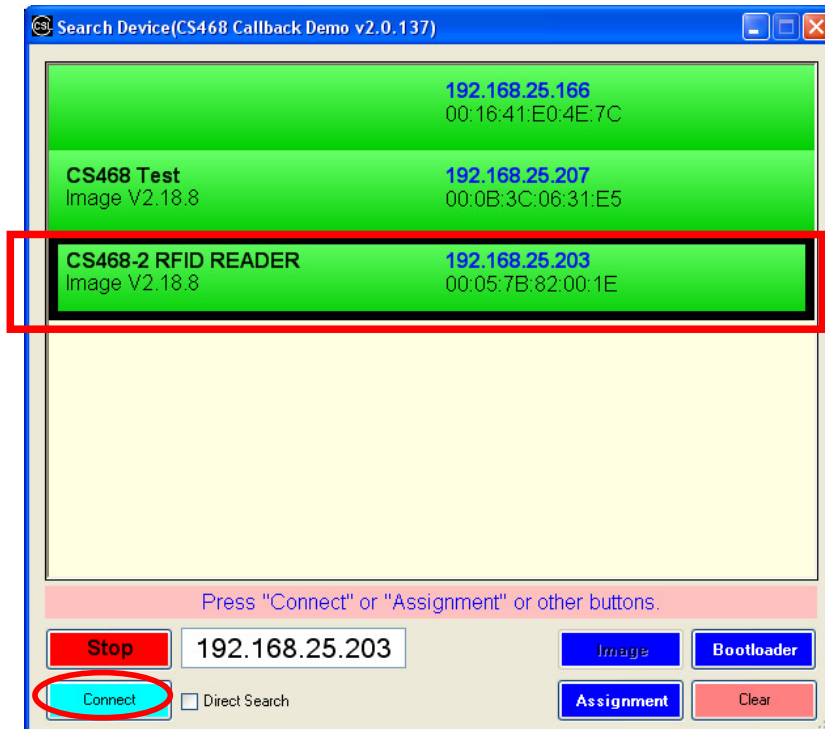 CSL Search Device(CS468 Callback Demo v2.0.137)
192.168.25.166
00:16:41:E0:4E:7C
CS468 Test 192.168.25.207
Image V2.18.8 00:0B:3C:06:31:E5
CS468-2 RFID READER 192.168.25.203
Image V2.18.8 00:05:7B:82:00:1E
Press "Connect" or "Assignment" or other buttons.
Stop 192.168.25.203 Image Bootloader
Connect Direct Search Assignment Clear